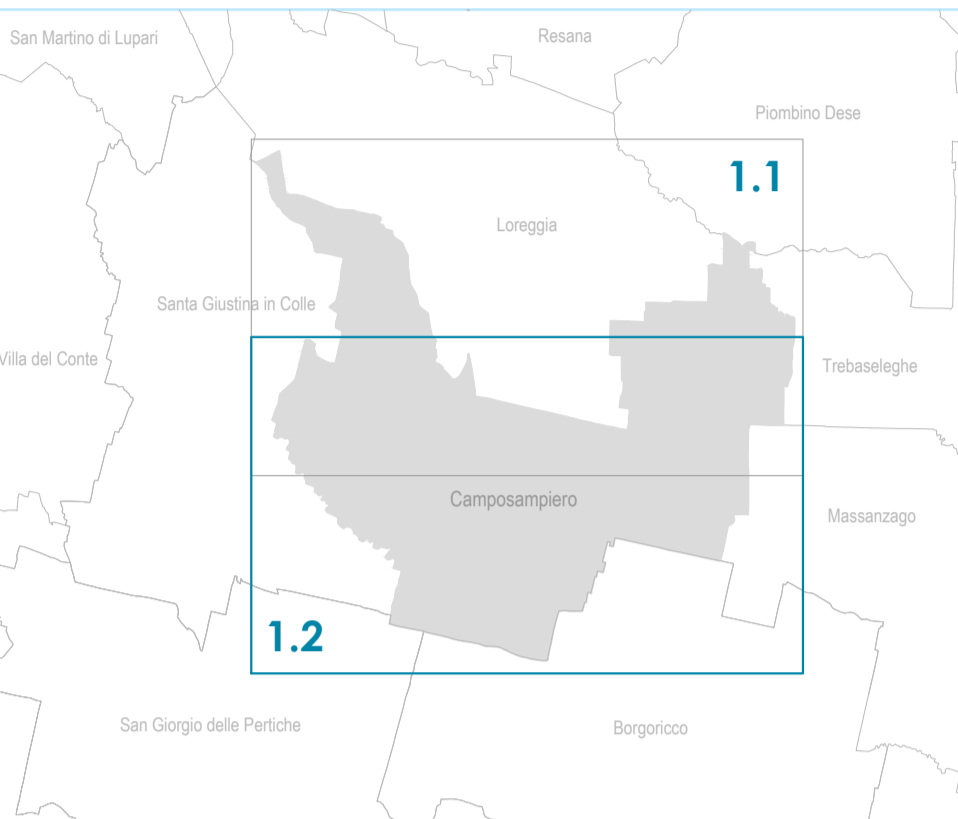 San Martino di Lupari
Resana
Piombino Dese
1.1
Loreggia
Santa Giustina in Colle
Villa del Conte
Trebaseleghe
Camposampiero
Massanzago
1.2
San Giorgio delle Pertiche
Borgoricco